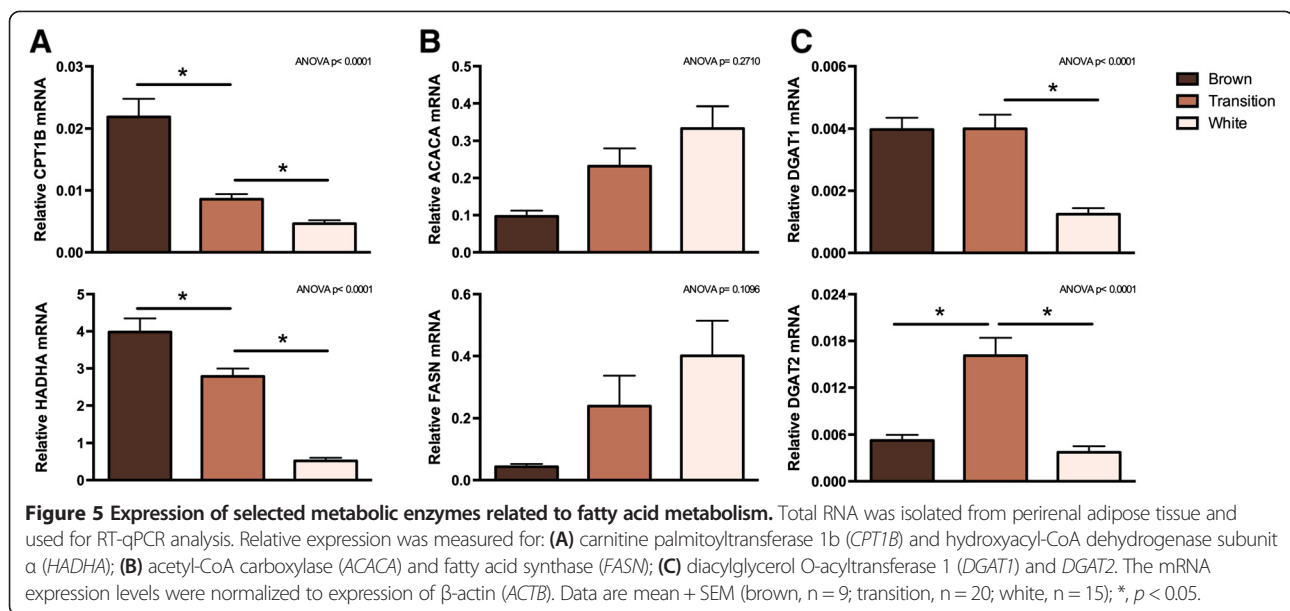 A
B
C
ANOVA p< 0.0001
Relative CPT1B mRNA
0.03
0.02
0.01
0.00
*
*
ANOVA p= 0.2710
Relative ACACA mRNA
0.5
0.4
0.3
0.2
0.1
0.0
ANOVA p< 0.0001
Relative DGAT1 mRNA
0.006
0.004
0.002
0.000
*
Brown
Transition
White
ANOVA p< 0.0001
Relative HADHA mRNA
5
4
3
2
1
0
*
*
ANOVA p= 0.1096
Relative FASN mRNA
0.6
0.4
0.2
0.0
ANOVA p< 0.0001
Relative DGAT2 mRNA
0.024
0.018
0.012
0.006
0.000
*
*
Figure 5 Expression of selected metabolic enzymes related to fatty acid metabolism. Total RNA was isolated from perirenal adipose tissue and
used for RT-qPCR analysis. Relative expression was measured for: (A) carnitine palmitoyltransferase 1b (CPT1B) and hydroxyacyl-CoA dehydrogenase subunit
α (HADHA); (B) acetyl-CoA carboxylase (ACACA) and fatty acid synthase (FASN); (C) diacylglycerol O-acyltransferase 1 (DGAT1) and DGAT2. The mRNA
expression levels were normalized to expression of β-actin (ACTB). Data are mean + SEM (brown, n = 9; transition, n = 20; white, n = 15); *, p < 0.05.